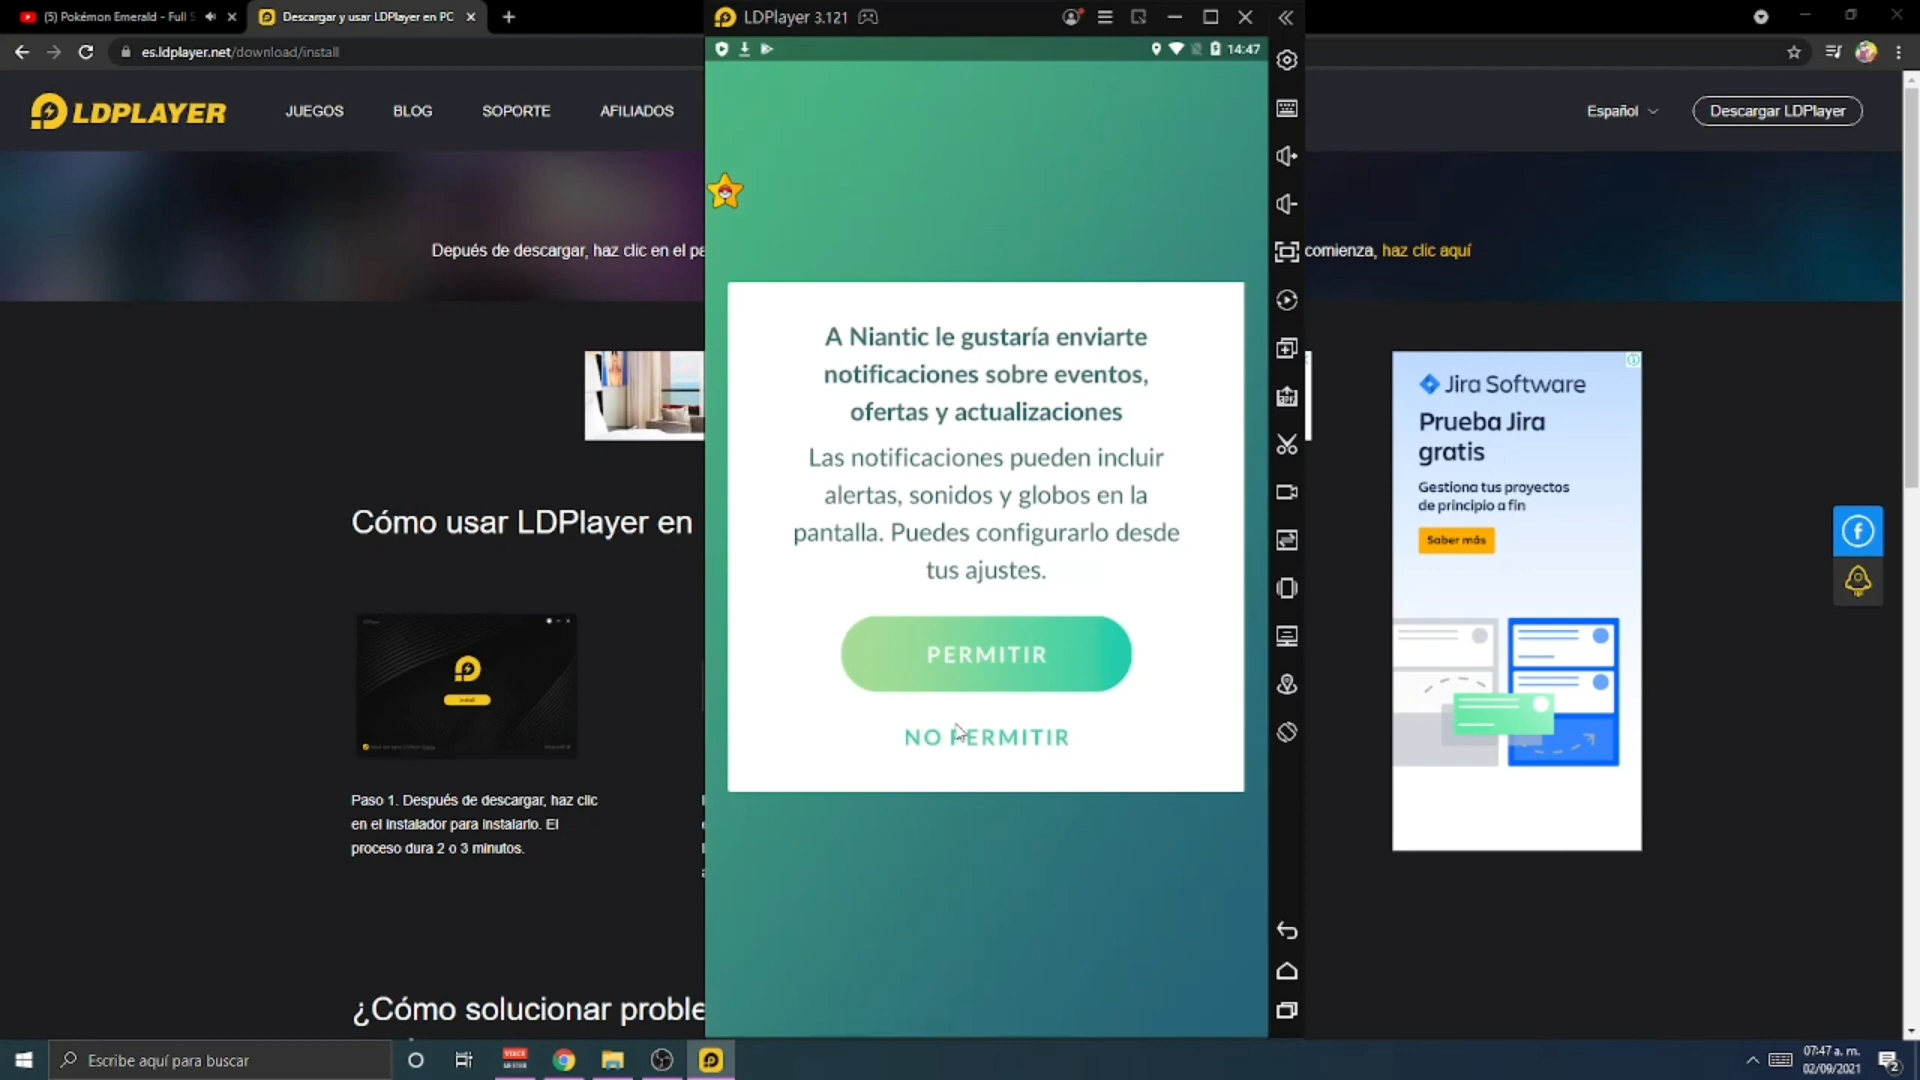 (5) Pokémon Emerald - Full S
Descargar y usar LDPlayer en PC
LDPlayer 3.121
es.ldplayer.net/download/install
14:47
LDPLAYER
JUEGOS
BLOG
SOPORTE
AFILIADOS
Español
Descargar LDPlayer
Depués de descargar, haz clic en el pa
comienza, haz clic aquí
A Niantic le gustaría enviarte
notificaciones sobre eventos,
ofertas y actualizaciones
Las notificaciones pueden incluir
alertas, sonidos y globos en la
pantalla. Puedes configurarlo desde
tus ajustes.
PERMITIR
NO PERMITIR
Jira Software
Prueba Jira
gratis
Gestiona tus proyectos
de principio a fin
Saber más
Cómo usar LDPlayer en
Paso 1. Después de descargar, haz clic
en el instalador para instalarlo. El
proceso dura 2 o 3 minutos.
¿Cómo solucionar proble
Escribe aquí para buscar
07:47 a. m.
02/09/2021
2